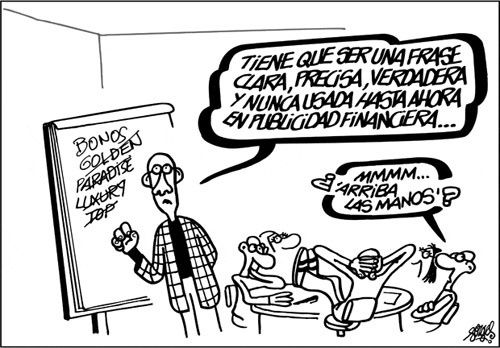 TIENE QUE SER UNA FRASE
CLARA, PRECISA, VERDADERA
Y NUNCA USADA HASTA AHORA
EN PUBLICIDAD FINANCIERA...
BONOS
GOLDEN
PARADISE
LUXURY
TOP
¿MMMM...
'ARRIBA
LAS MANOS'?